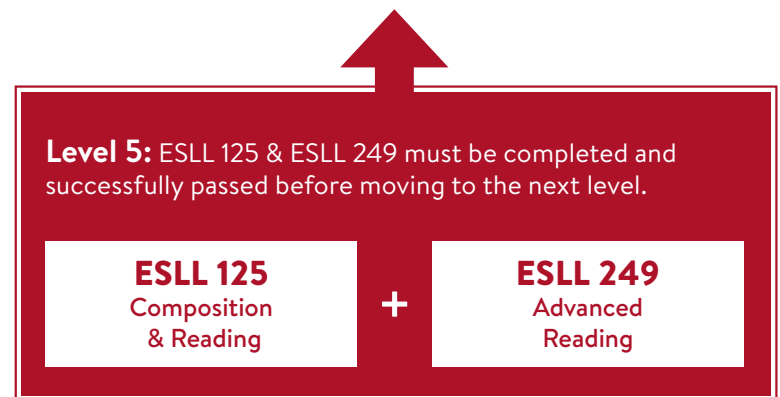 Level 5: ESLL 125 & ESLL 249 must be completed and
successfully passed before moving to the next level.
ESLL 125
Composition
& Reading
+
ESLL 249
Advanced
Reading